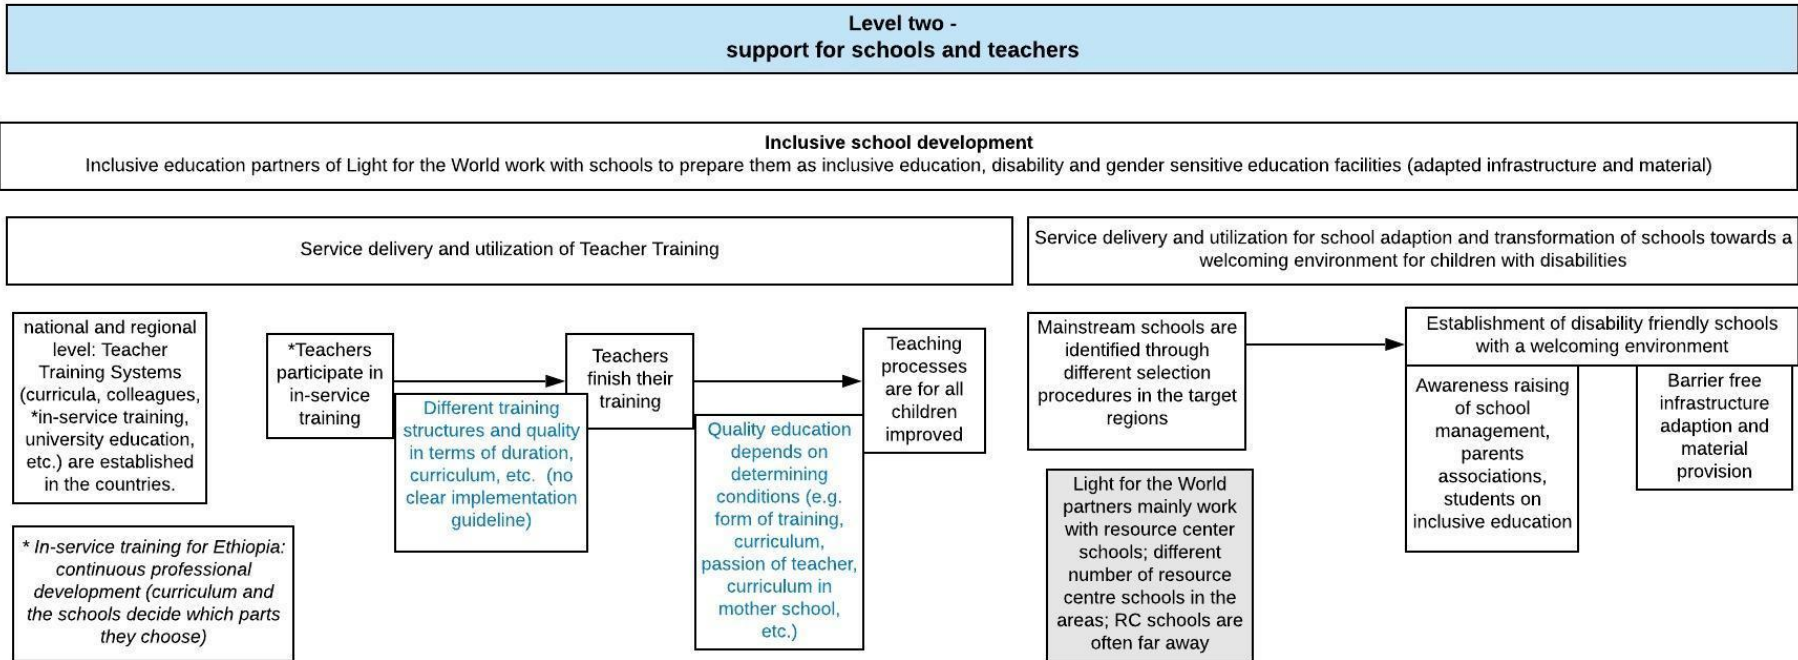 Level two -
support for schools and teachers
Inclusive school development
Inclusive education partners of Light for the World work with schools to prepare them as inclusive education, disability and gender sensitive education facilities (adapted infrastructure and material)
Service delivery and utilization of Teacher Training
Service delivery and utilization for school adaption and transformation of schools towards a
welcoming environment for children with disabilities
national and regional
level: Teacher
Training Systems
(curricula, colleagues,
*in-service training,
university education,
etc.) are established
in the countries.
* In-service training for Ethiopia:
continuous professional
development (curriculum and
the schools decide which parts
they choose)
*Teachers
participate in
in-service
training
Different training
structures and quality
in terms of duration,
curriculum, etc. (no
clear implementation
guideline)
Teachers
finish their
training
Quality education
depends on
determining
conditions (e.g.
form of training,
curriculum,
passion of teacher,
curriculum in
mother school,
etc.)
Teaching
processes
are for all
children
improved
Mainstream schools are
identified through
different selection
procedures in the target
regions
Light for the World
partners mainly work
with resource center
schools; different
number of resource
centre schools in the
areas; RC schools are
often far away
Establishment of disability friendly schools
with a welcoming environment
Awareness raising
of school
management,
parents
associations,
students on
inclusive education
Barrier free
infrastructure
adaption and
material
provision